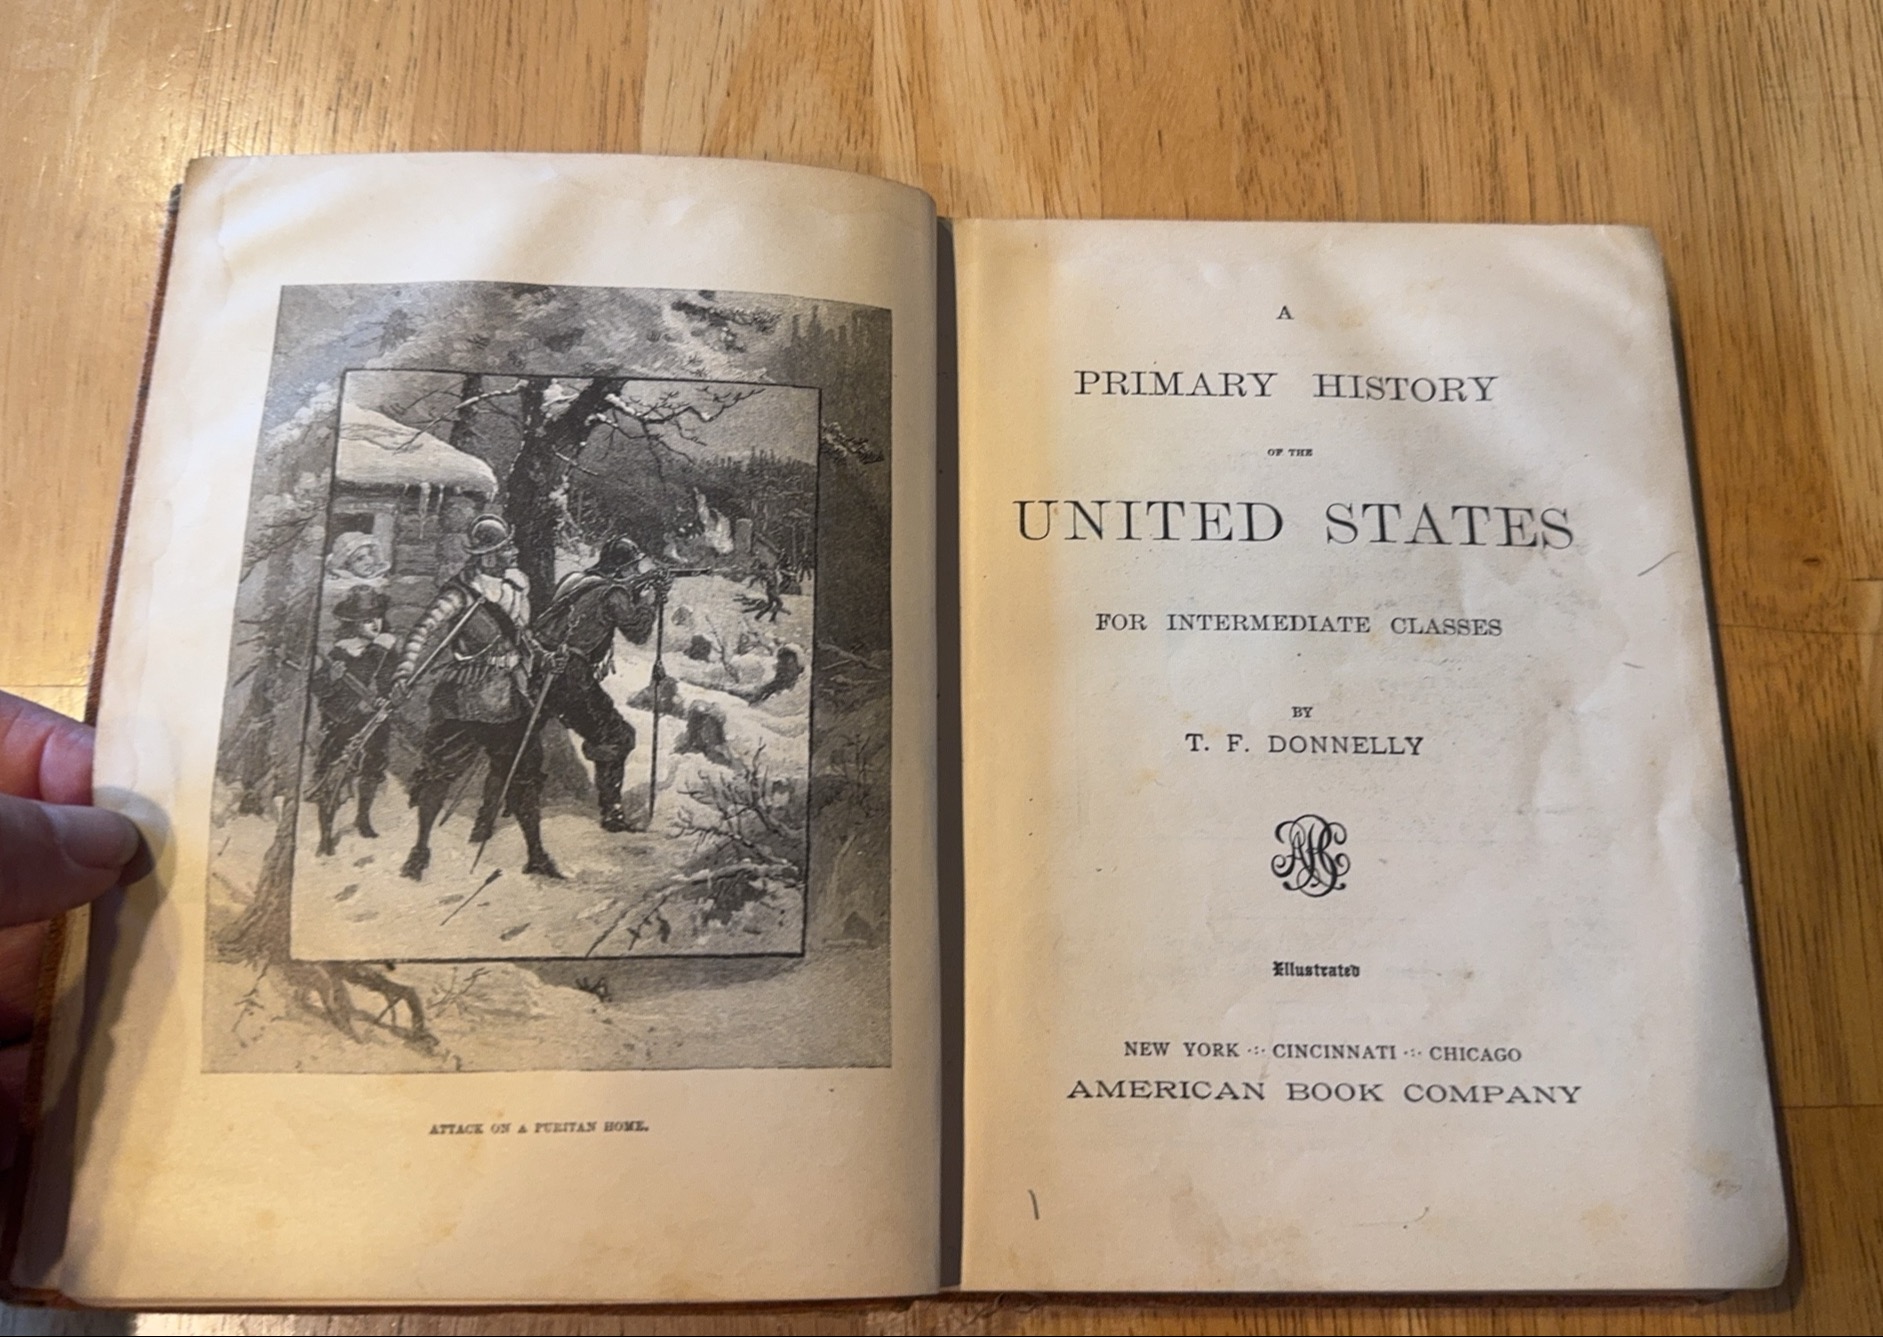 ATTACK ON A PURITAN HOME.
A
PRIMARY HISTORY
OF THE
UNITED STATES
FOR INTERMEDIATE CLASSES
BY
T. F. DONNELLY
ABC
Illustrated
NEW YORK ·:· CINCINNATI ·:· CHICAGO
AMERICAN BOOK COMPANY